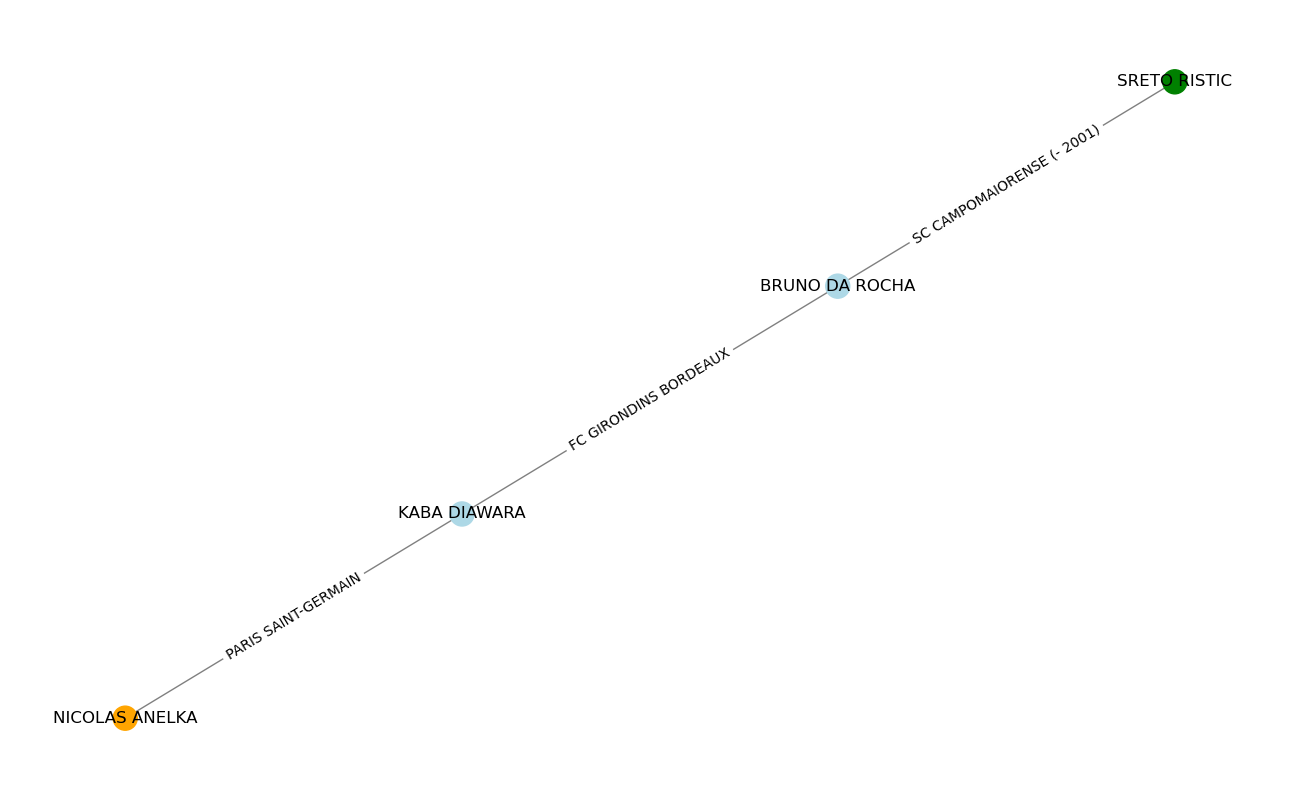 SRETO RISTIC
SC CAMPOMAIORENSE (- 2001)
BRUNO DA ROCHA
FC GIRONDINS BORDEAUX
KABA DIAWARA
PARIS SAINT-GERMAIN
NICOLAS ANELKA